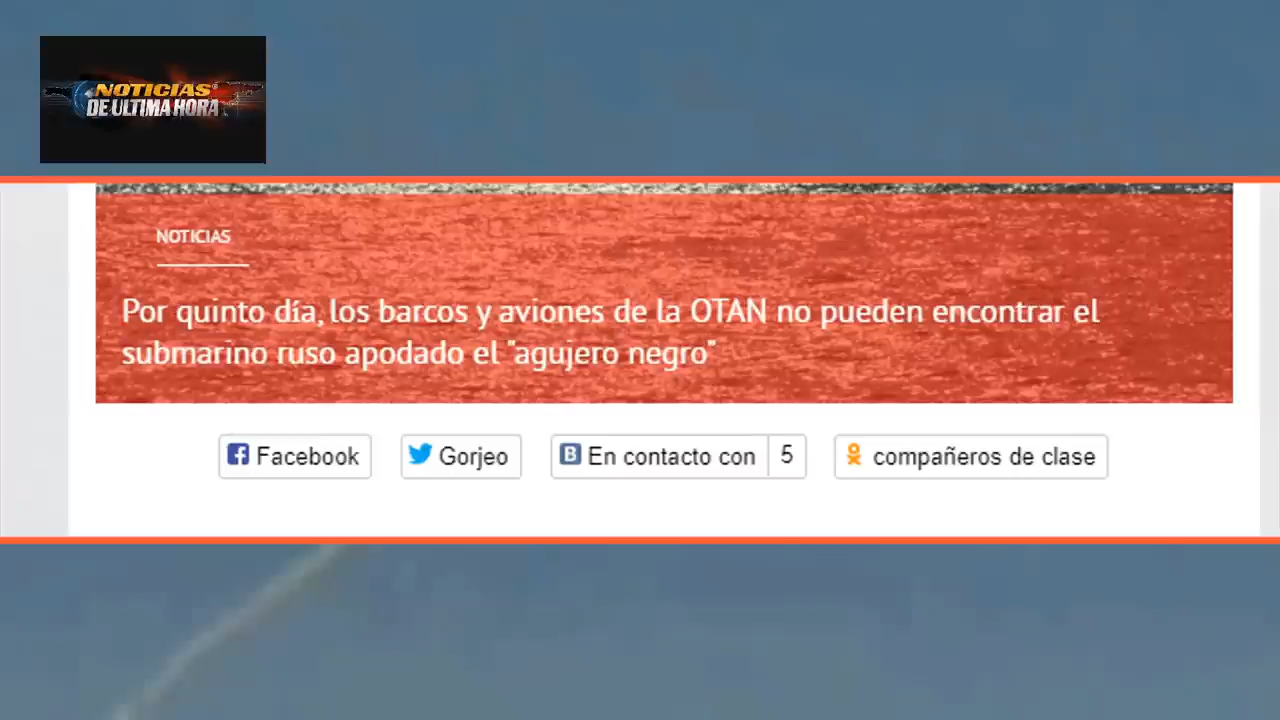 NOTICIAS
DE ULTIMA HORA
NOTICIAS
Por quinto día, los barcos y aviones de la OTAN no pueden encontrar el
submarino ruso apodado el "agujero negro"
Facebook
Gorjeo
En contacto con
5
compañeros de clase